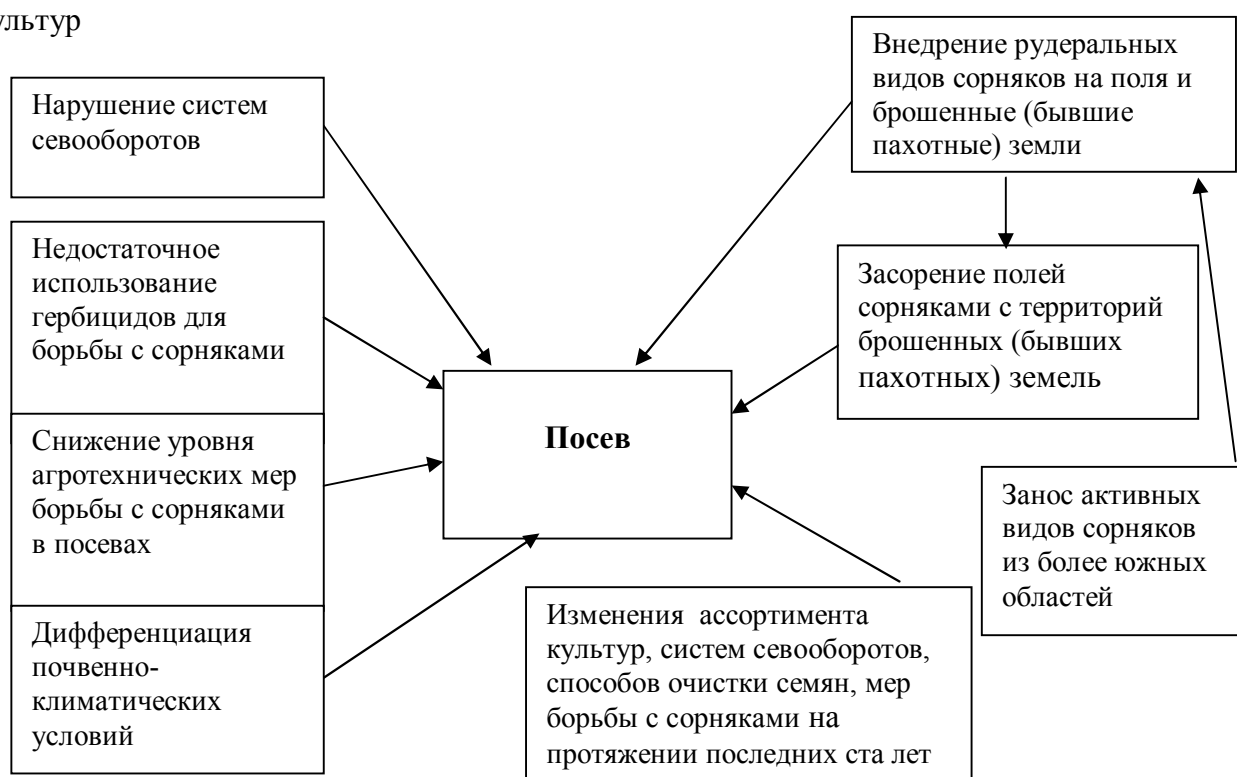 ультур
Нарушение систем
севооборотов
Недостаточное
использование
гербицидов для
борьбы с сорняками
Снижение уровня
агротехнических мер
борьбы с сорняками
в посевах
Дифференциация
почвенно-
климатических
условий
Посев
Внедрение рудеральных
видов сорняков на поля и
брошенные (бывшие
пахотные) земли
Засорение полей
сорняками с территорий
брошенных (бывших
пахотных) земель
Занос активных
видов сорняков
из более южных
областей
Изменения ассортимента
культур, систем севооборотов,
способов очистки семян, мер
борьбы с сорняками на
протяжении последних ста лет